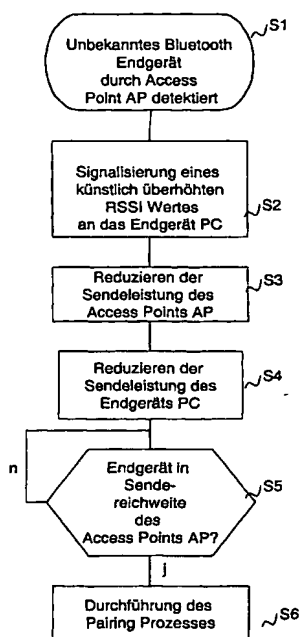 Unbekanntes Bluetooth
Endgerät
durch Access
Point AP detektiert
S1
Signalisierung eines
künstlich überhöhten
RSSI Wertes
an das Endgerät PC
S2
Reduzieren der
Sendeleistung des
Access Points AP
S3
Reduzieren der
Sendeleistung des
Endgeräts PC
S4
n
Endgerät in
Sende-
reichweite
des
Access Points AP?
S5
j
Durchführung des
Pairing Prozesses
S6